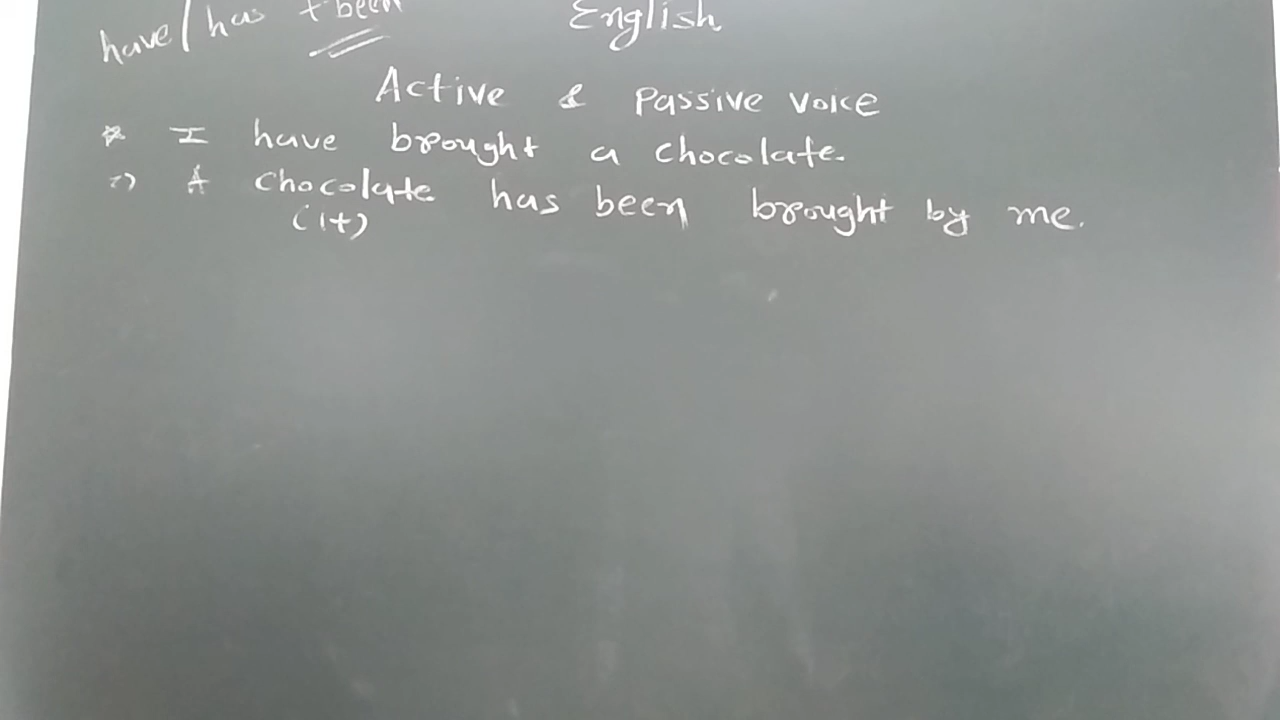 have/has + been
English
Active & Passive voice
* I have brought a chocolate.
=> A chocolate has been brought by me.
(It)